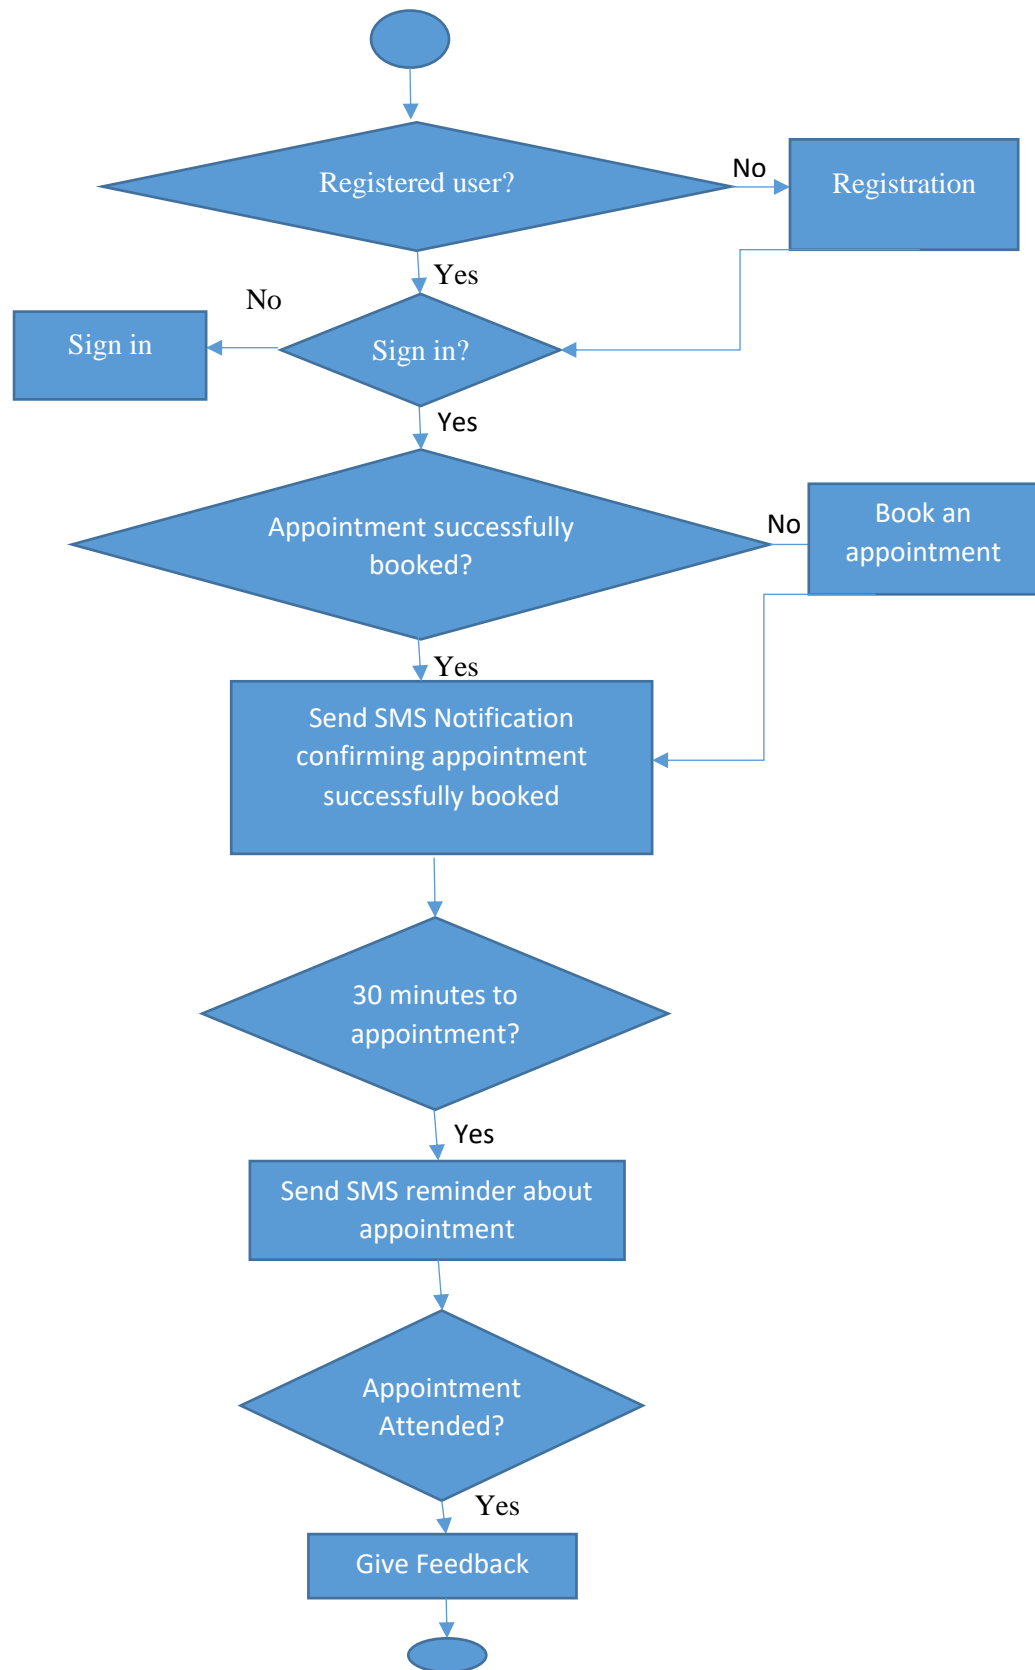 Registered user?
No
Registration
Yes
No
Sign in
Sign in?
Yes
Appointment successfully
booked?
No
Book an
appointment
Yes
Send SMS Notification
confirming appointment
successfully booked
30 minutes to
appointment?
Yes
Send SMS reminder about
appointment
Appointment
Attended?
Yes
Give Feedback